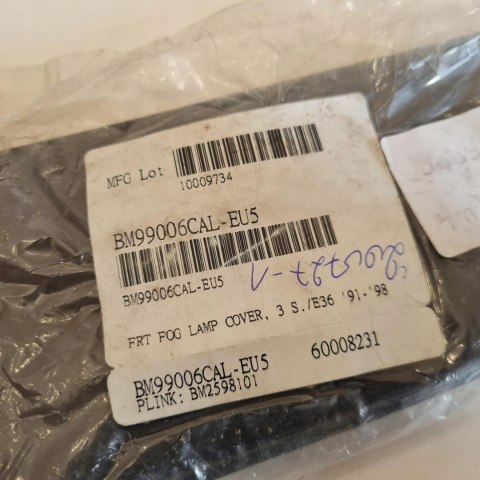 MFG Lot
10009734
BM99006CAL-EU5
BM99006CAL-EU5
FRT FOG LAMP COVER, 3 S./E36 '91-'98
BM99006CAL-EU5 60008231
PLINK: BM2598101